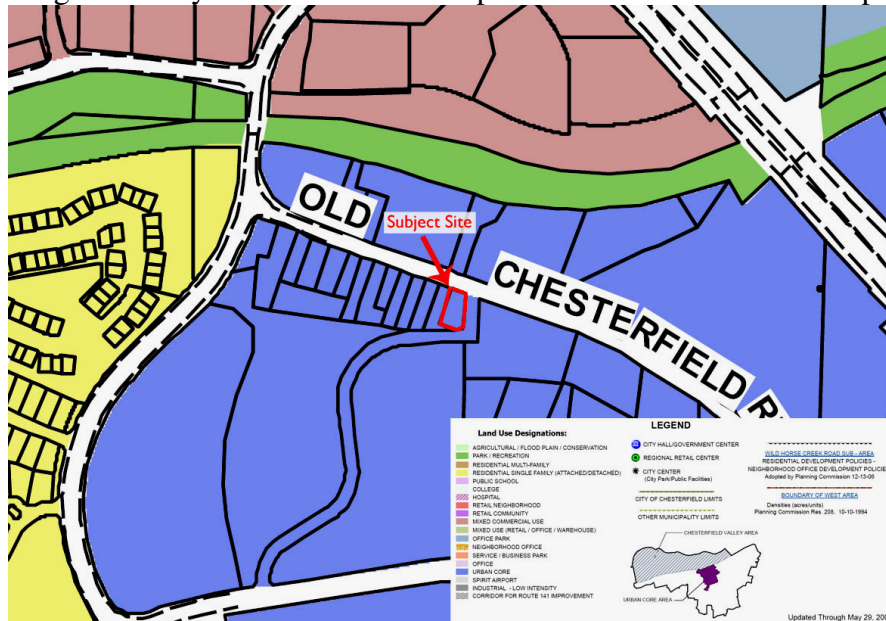 OLD
Subject Site
CHESTERFIELD
LEGEND
Land Use Designations:
AGRICULTURAL / FLOOD PLAIN / CONSERVATION
PARK / RECREATION
RESIDENTIAL MULTI-FAMILY
RESIDENTIAL SINGLE FAMILY (ATTACHED/DETACHED)
PUBLIC SCHOOL
COLLEGE
HOSPITAL
RETAIL NEIGHBORHOOD
RETAIL COMMUNITY
MIXED COMMERCIAL USE
MIXED USE (RETAIL / OFFICE / WAREHOUSE)
OFFICE PARK
NEIGHBORHOOD OFFICE
SERVICE / BUSINESS PARK
OFFICE
URBAN CORE
SPIRIT AIRPORT
INDUSTRIAL - LOW INTENSITY
CORRIDOR FOR ROUTE 141 IMPROVEMENT
CITY HALL/GOVERNMENT CENTER
REGIONAL RETAIL CENTER
CITY CENTER
(City Park/Public Facilities)
CITY OF CHESTERFIELD LIMITS
OTHER MUNICIPALITY LIMITS
WILD HORSE CREEK ROAD SUB - AREA
RESIDENTIAL DEVELOPMENT POLICIES -
NEIGHBORHOOD OFFICE DEVELOPMENT POLICIE
Adopted by Planning Commission 12-13-06
BOUNDARY OF WEST AREA
Densities (acres/units)
Planning Commission Res. 208, 10-10-1994
CHESTERFIELD VALLEY AREA
URBAN CORE AREA
Updated Through May 29, 200